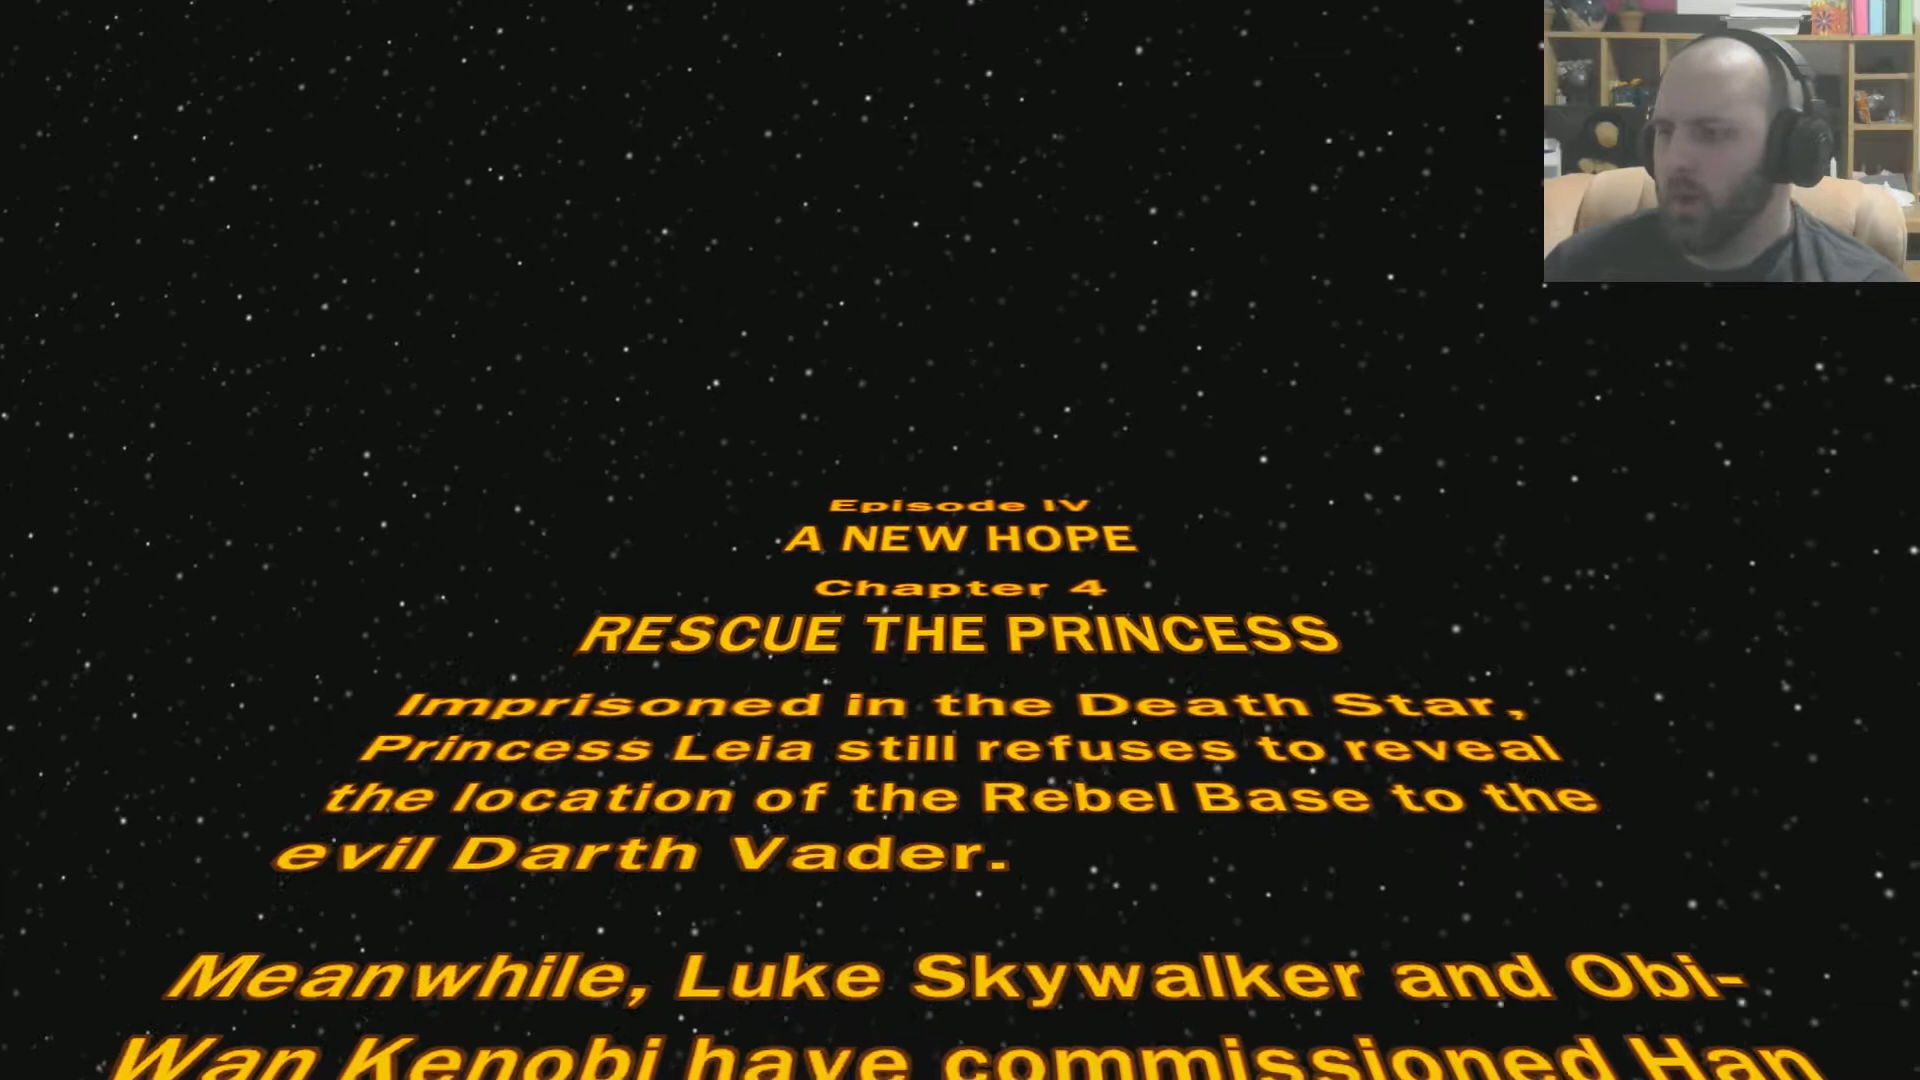 Episode IV
A NEW HOPE
Chapter 4
RESCUE THE PRINCESS
Imprisoned in the Death Star,
Princess Leia still refuses to reveal
the location of the Rebel Base to the
evil Darth Vader.
Meanwhile, Luke Skywalker and Obi-
Wan Kenobi have commissioned Han